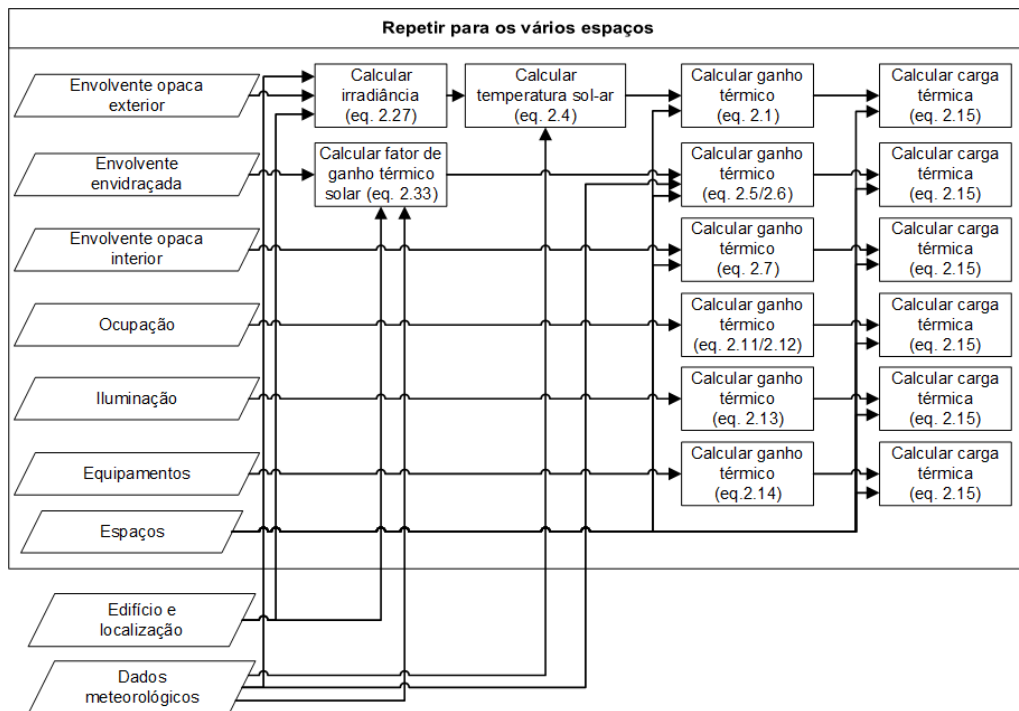 Repetir para os vários espaços
Envolvente opaca
exterior
Calcular
irradiância
(eq. 2.27)
Calcular
temperatura sol-ar
(eq. 2.4)
Calcular ganho
térmico
(eq. 2.1)
Calcular carga
térmica
(eq. 2.15)
Envolvente
envidraçada
Calcular fator de
ganho térmico
solar (eq. 2.33)
Calcular ganho
térmico
(eq. 2.5/2.6)
Calcular carga
térmica
(eq. 2.15)
Envolvente opaca
interior
Calcular ganho
térmico
(eq. 2.7)
Calcular carga
térmica
(eq. 2.15)
Ocupação
Calcular ganho
térmico
(eq. 2.11/2.12)
Calcular carga
térmica
(eq. 2.15)
Iluminação
Calcular ganho
térmico
(eq. 2.13)
Calcular carga
térmica
(eq. 2.15)
Equipamentos
Calcular ganho
térmico
(eq.2.14)
Calcular carga
térmica
(eq. 2.15)
Espaços
Edifício e
localização
Dados
meteorológicos